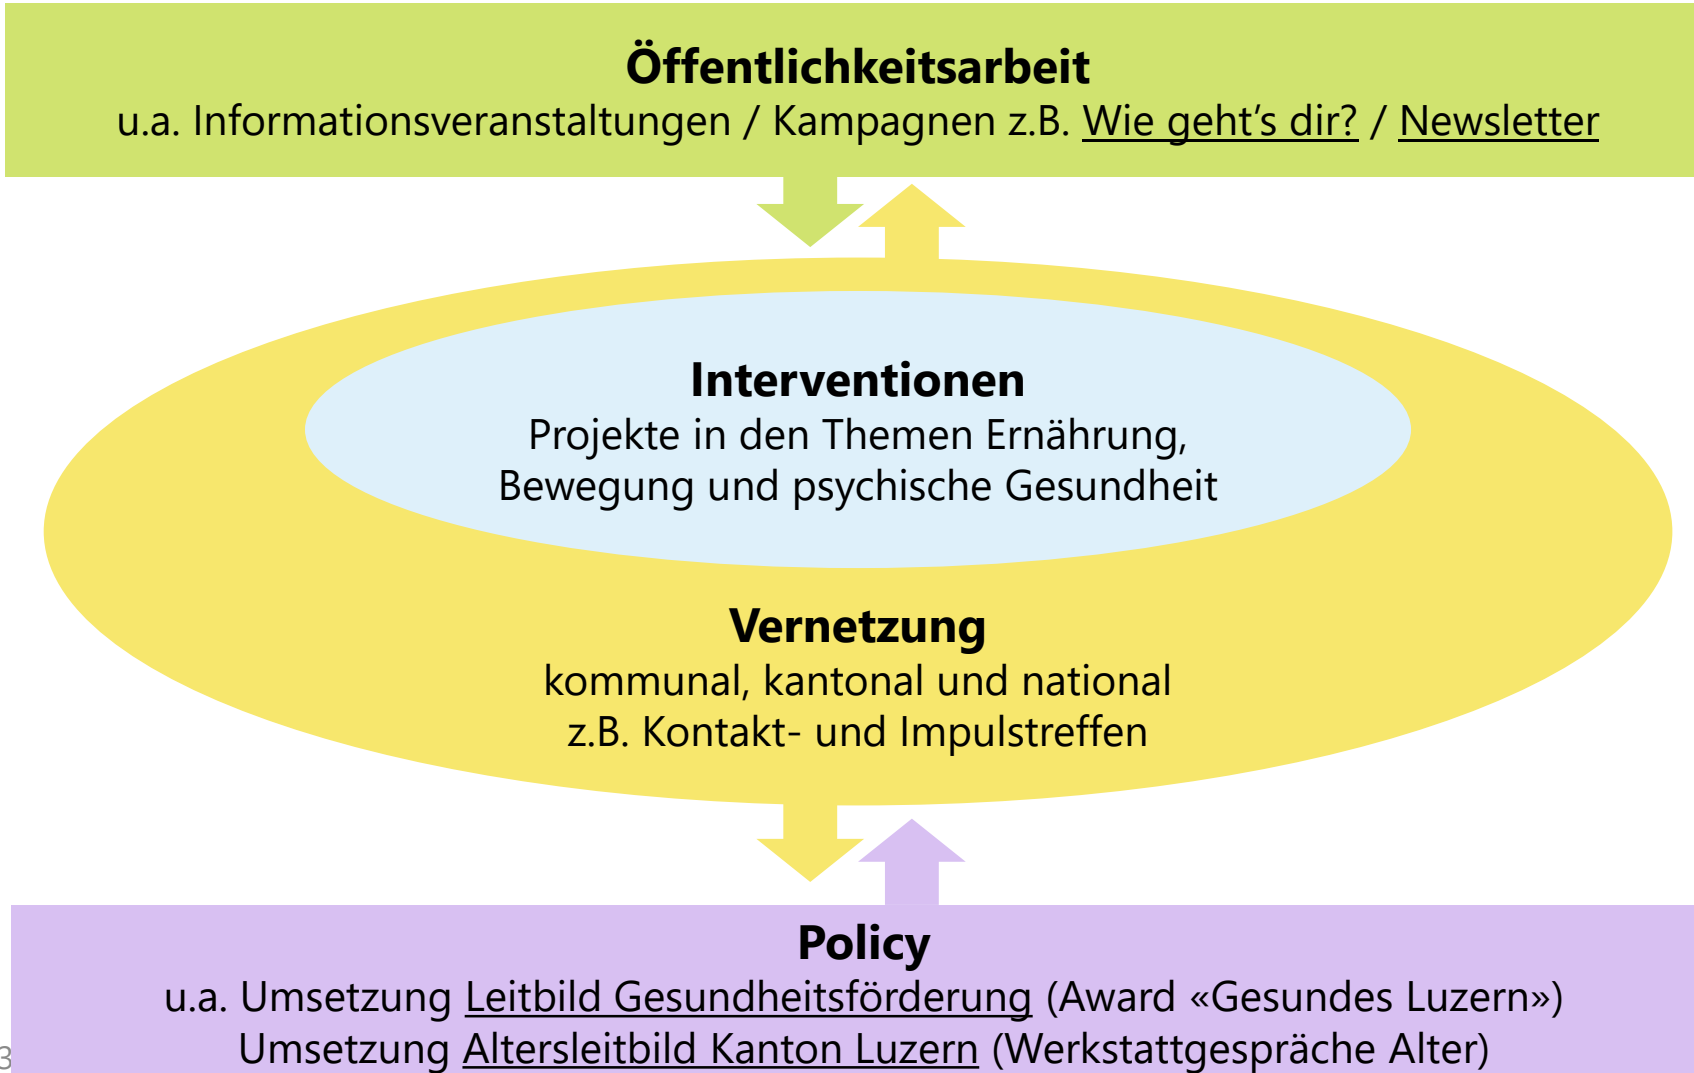 Öffentlichkeitsarbeit
u.a. Informationsveranstaltungen / Kampagnen z.B. Wie geht’s dir? / Newsletter
Interventionen
Projekte in den Themen Ernährung,
Bewegung und psychische Gesundheit
Vernetzung
kommunal, kantonal und national
z.B. Kontakt- und Impulstreffen
Policy
u.a. Umsetzung Leitbild Gesundheitsförderung (Award «Gesundes Luzern»)
Umsetzung Altersleitbild Kanton Luzern (Werkstattgespräche Alter)
3